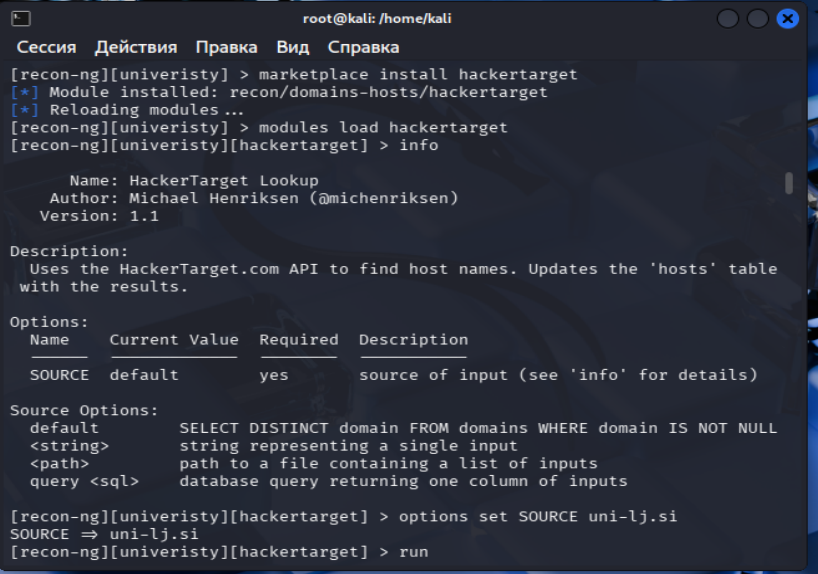 root@kali: /home/kali
Сессия Действия Правка Вид Справка
[recon-ng][univeristy] > marketplace install hackertarget
[*] Module installed: recon/domains-hosts/hackertarget
[*] Reloading modules...
[recon-ng][univeristy] > modules load hackertarget
[recon-ng][univeristy][hackertarget] > info
Name: HackerTarget Lookup
Author: Michael Henriksen (@michenriksen)
Version: 1.1
Description:
Uses the HackerTarget.com API to find host names. Updates the 'hosts' table
with the results.
Options:
Name Current Value Required Description
SOURCE default yes source of input (see 'info' for details)
Source Options:
default SELECT DISTINCT domain FROM domains WHERE domain IS NOT NULL
<string> string representing a single input
<path> path to a file containing a list of inputs
query <sql> database query returning one column of inputs
[recon-ng][univeristy][hackertarget] > options set SOURCE uni-lj.si
SOURCE ⇒ uni-lj.si
[recon-ng][univeristy][hackertarget] > run